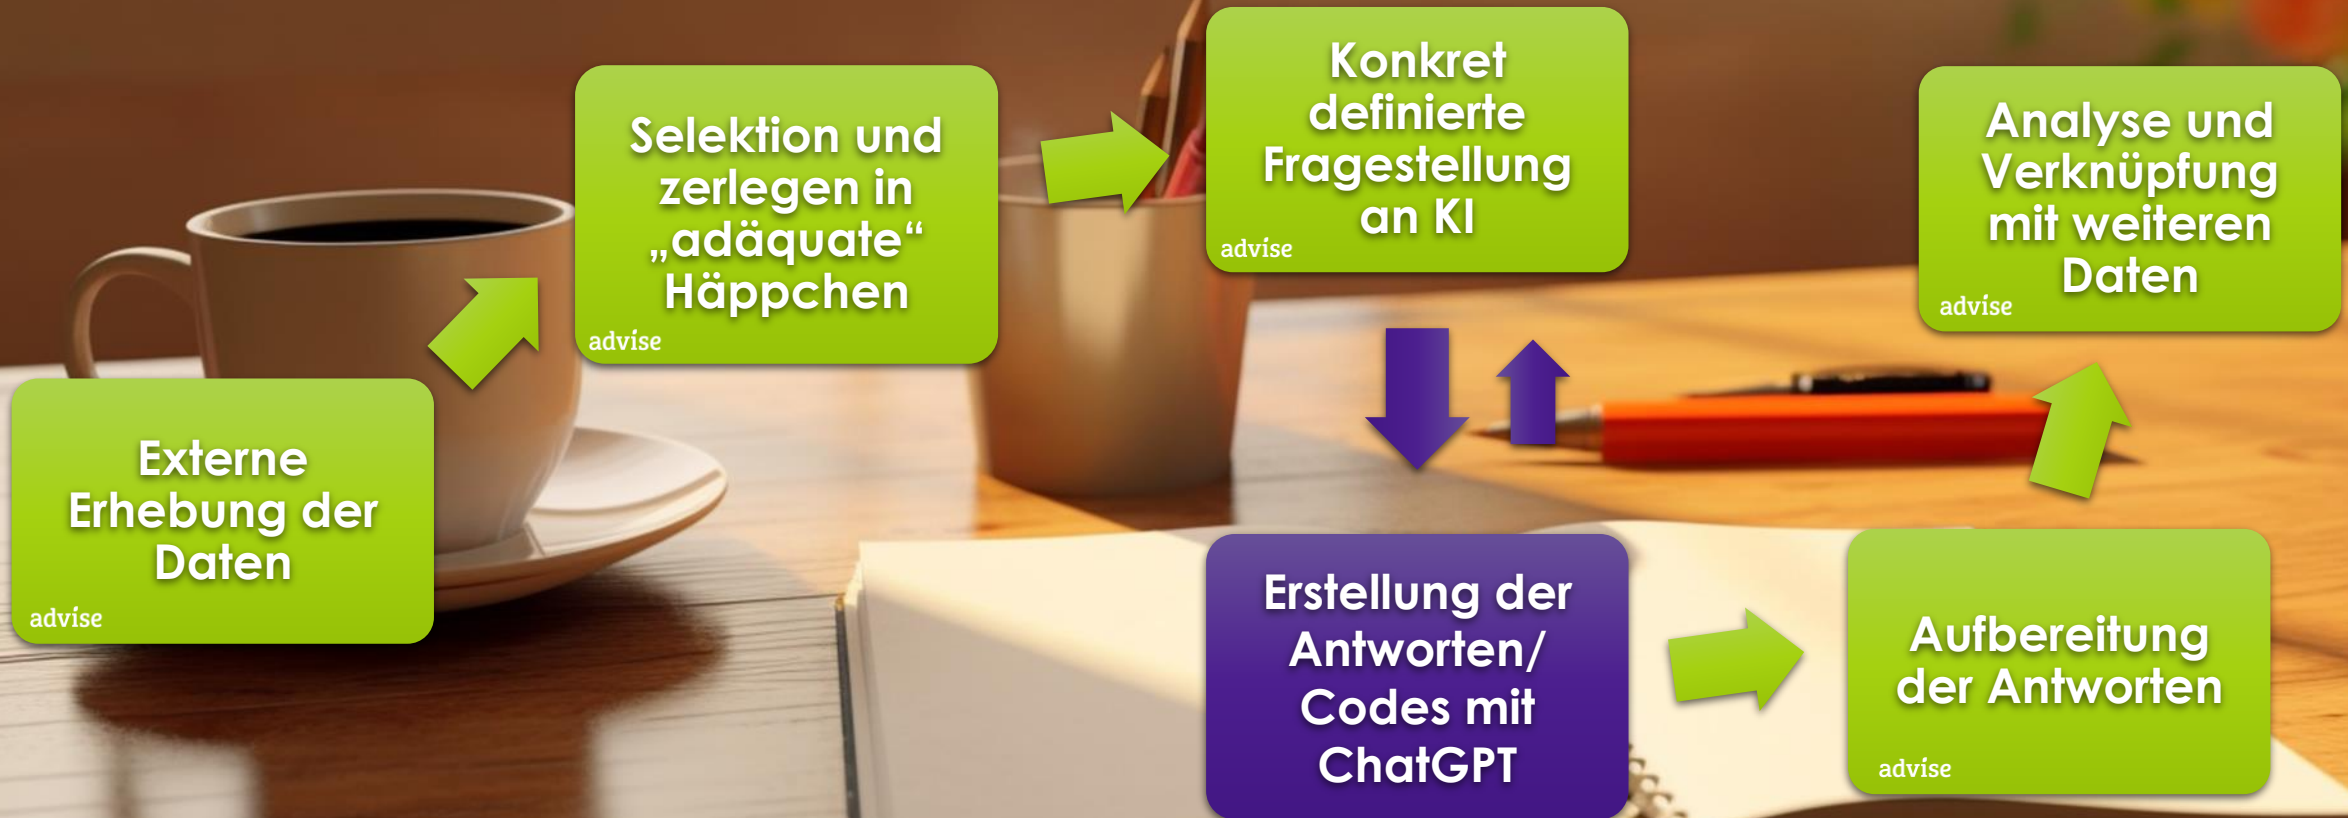 Externe
Erhebung der
Daten
advise
Selektion und
zerlegen in
„adäquate“
Häppchen
advise
Konkret
definierte
Fragestellung
an KI
advise
Erstellung der
Antworten/
Codes mit
ChatGPT
Aufbereitung
der Antworten
advise
Analyse und
Verknüpfung
mit weiteren
Daten
advise